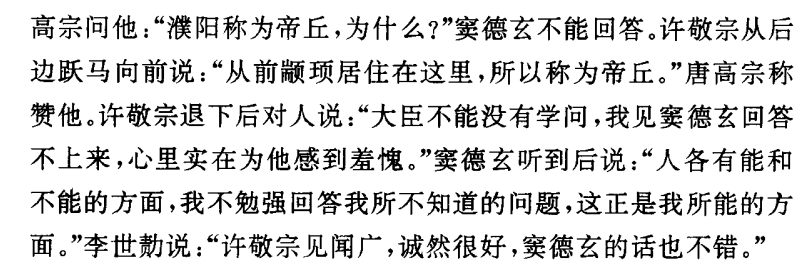 高宗问他:“濮阳称为帝丘,为什么?”窦德玄不能回答。许敬宗从后
边跃马向前说:“从前颛顼居住在这里,所以称为帝丘。”唐高宗称
赞他。许敬宗退下后对人说:“大臣不能没有学问,我见窦德玄回答
不上来,心里实在为他感到羞愧。”窦德玄听到后说:“人各有能和
不能的方面,我不勉强回答我所不知道的问题,这正是我所能的方
面。”李世勣说:“许敬宗见闻广,诚然很好,窦德玄的话也不错。”